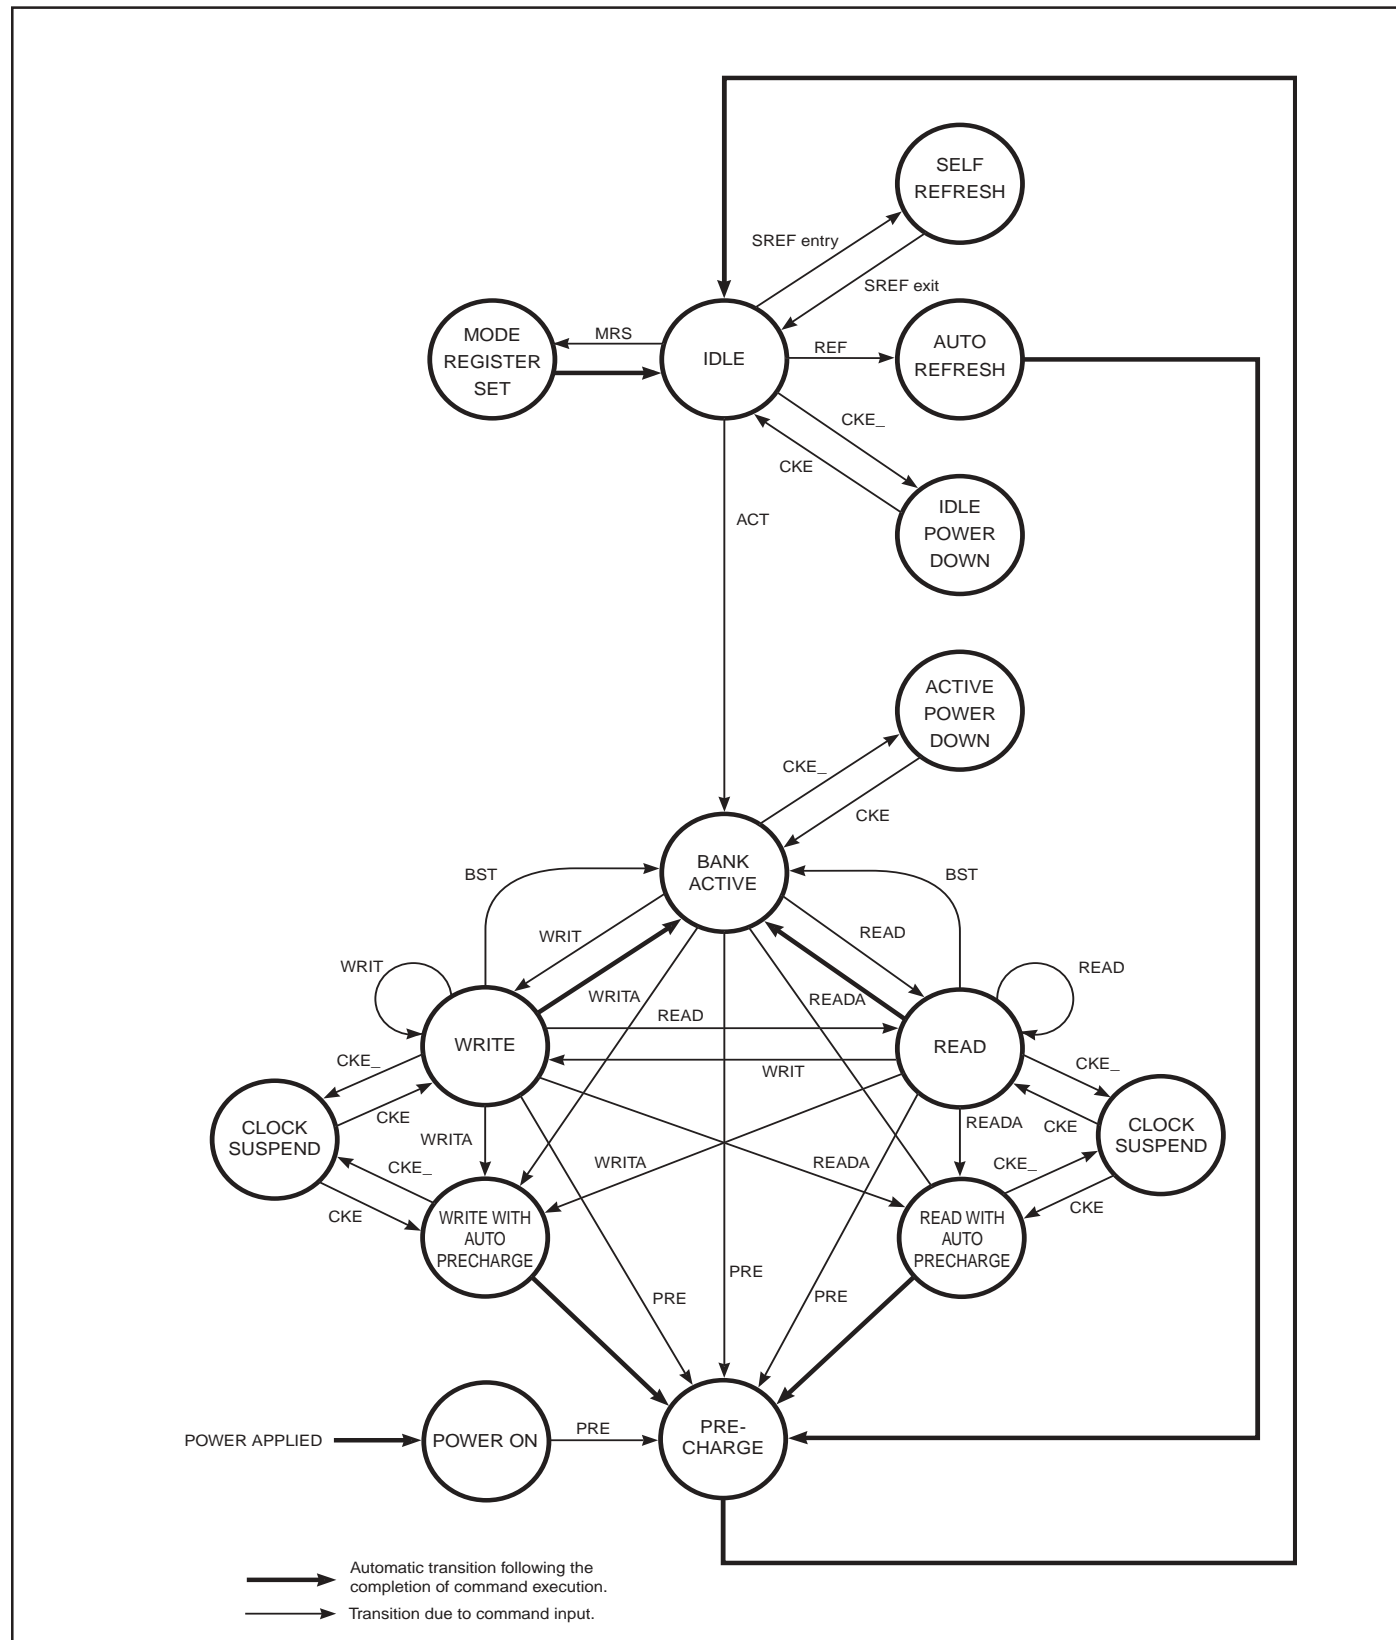 SELF
REFRESH
SREF entry
SREF exit
MODE
REGISTER
SET
MRS
IDLE
REF
AUTO
REFRESH
CKE_
CKE
IDLE
POWER
DOWN
ACT
ACTIVE
POWER
DOWN
CKE_
CKE
BANK
ACTIVE
BST
BST
WRIT
READ
WRIT
READ
WRITA
READA
READ
WRITE
READ
WRIT
CKE_
CKE_
CKE
CKE
CLOCK
SUSPEND
CLOCK
SUSPEND
WRITA
READA
WRITA
READA
CKE_
CKE_
CKE
CKE
WRITE WITH
AUTO
PRECHARGE
READ WITH
AUTO
PRECHARGE
PRE
PRE
PRE
POWER APPLIED
POWER ON
PRE
PRE-
CHARGE
Automatic transition following the
completion of command execution.
Transition due to command input.